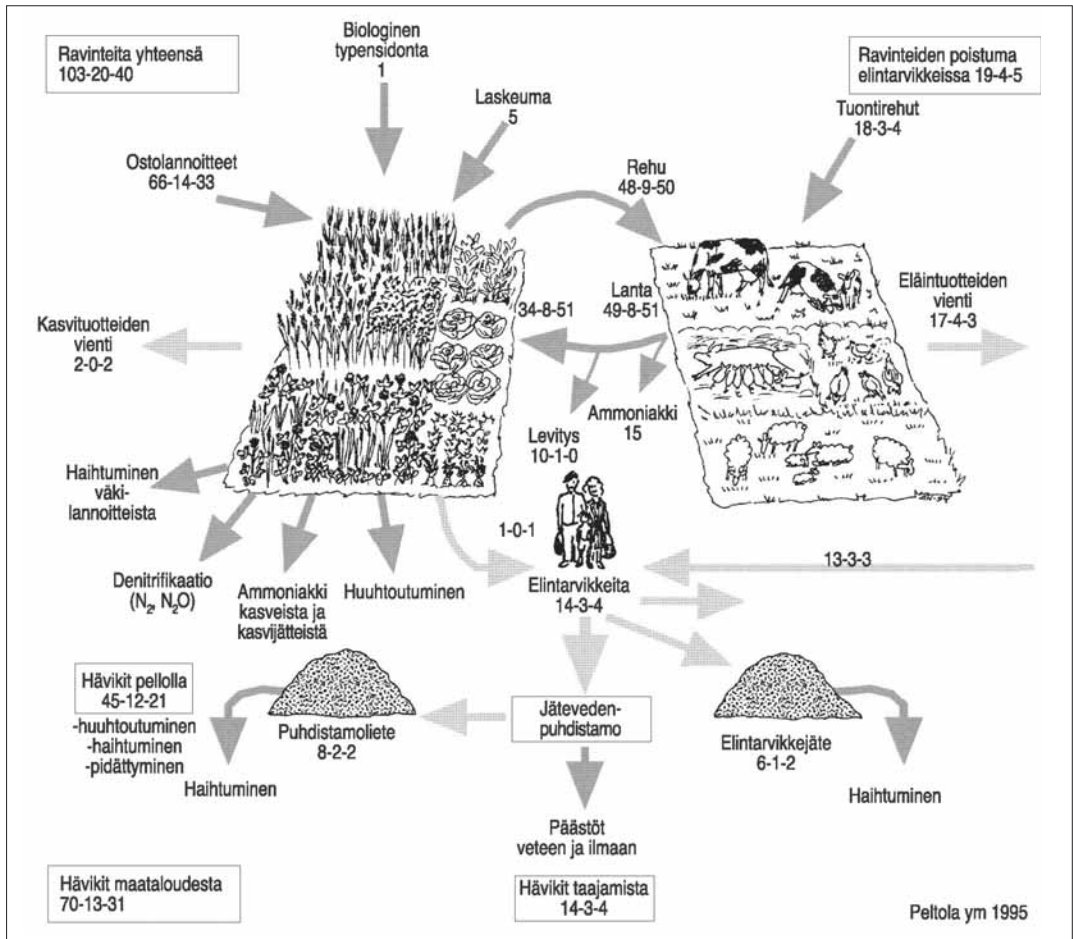 Ravinteita yhteensä
103-20-40
Biologinen
typensidonta
1
Ravinteiden poistuma
elintarvikkeissa 19-4-5
Laskeuma
5
Tuontirehut
18-3-4
Ostolannoitteet
66-14-33
Rehu
48-9-50
Kasvituotteiden
vienti
2-0-2
34-8-51
Lanta
49-8-51
Eläintuotteiden
vienti
17-4-3
Ammoniakki
15
Levitys
10-1-0
Haihtuminen
väki-
lannoitteista
1-0-1
13-3-3
Denitrifikaatio
(N₂, N₂O)
Ammoniakki
kasveista ja
kasvijätteistä
Huuhtoutuminen
Elintarvikkeita
14-3-4
Hävikit pellolla
45-12-21
-huuhtoutuminen
-haihtuminen
-pidättyminen
Haihtuminen
Puhdistamoliete
8-2-2
Jäteveden-
puhdistamo
Elintarvikejäte
6-1-2
Haihtuminen
Päästöt
veteen ja ilmaan
Hävikit maataloudesta
70-13-31
Hävikit taajamista
14-3-4
Peltola ym 1995